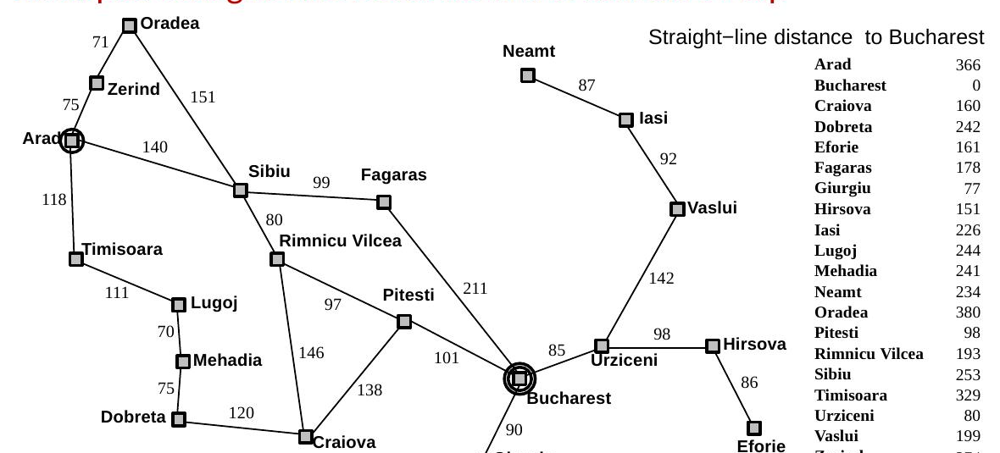 Oradea
71
Neamt
Straight−line distance to Bucharest
Zerind
151
87
75
Iasi
Arad
140
92
Sibiu
Fagaras
99
118
Vaslui
80
Rimnicu Vilcea
Timisoara
142
111
211
Lugoj
97
Pitesti
70
98
146
101
85
Hirsova
Mehadia
Urziceni
86
75
138
Bucharest
Dobreta
120
90
Craiova
Eforie
Arad 366
Bucharest 0
Craiova 160
Dobreta 242
Eforie 161
Fagaras 178
Giurgiu 77
Hirsova 151
Iasi 226
Lugoj 244
Mehadia 241
Neamt 234
Oradea 380
Pitesti 98
Rimnicu Vilcea 193
Sibiu 253
Timisoara 329
Urziceni 80
Vaslui 199